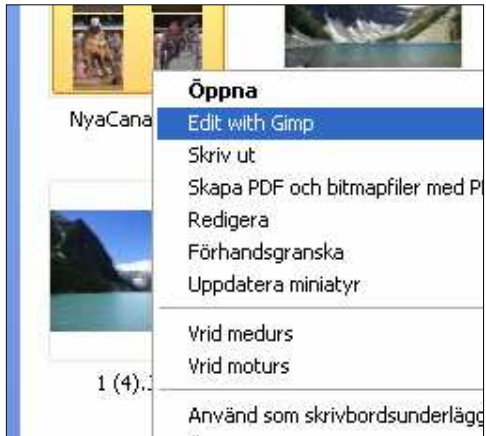 Öppna
NyaCana
Edit with Gimp
Skriv ut
Skapa PDF och bitmapfiler med
Redigera
Förhandsgranska
Uppdatera miniatyr
Vrid medurs
Vrid moturs
1 (4).
Använd som skrivbordsunderlägg